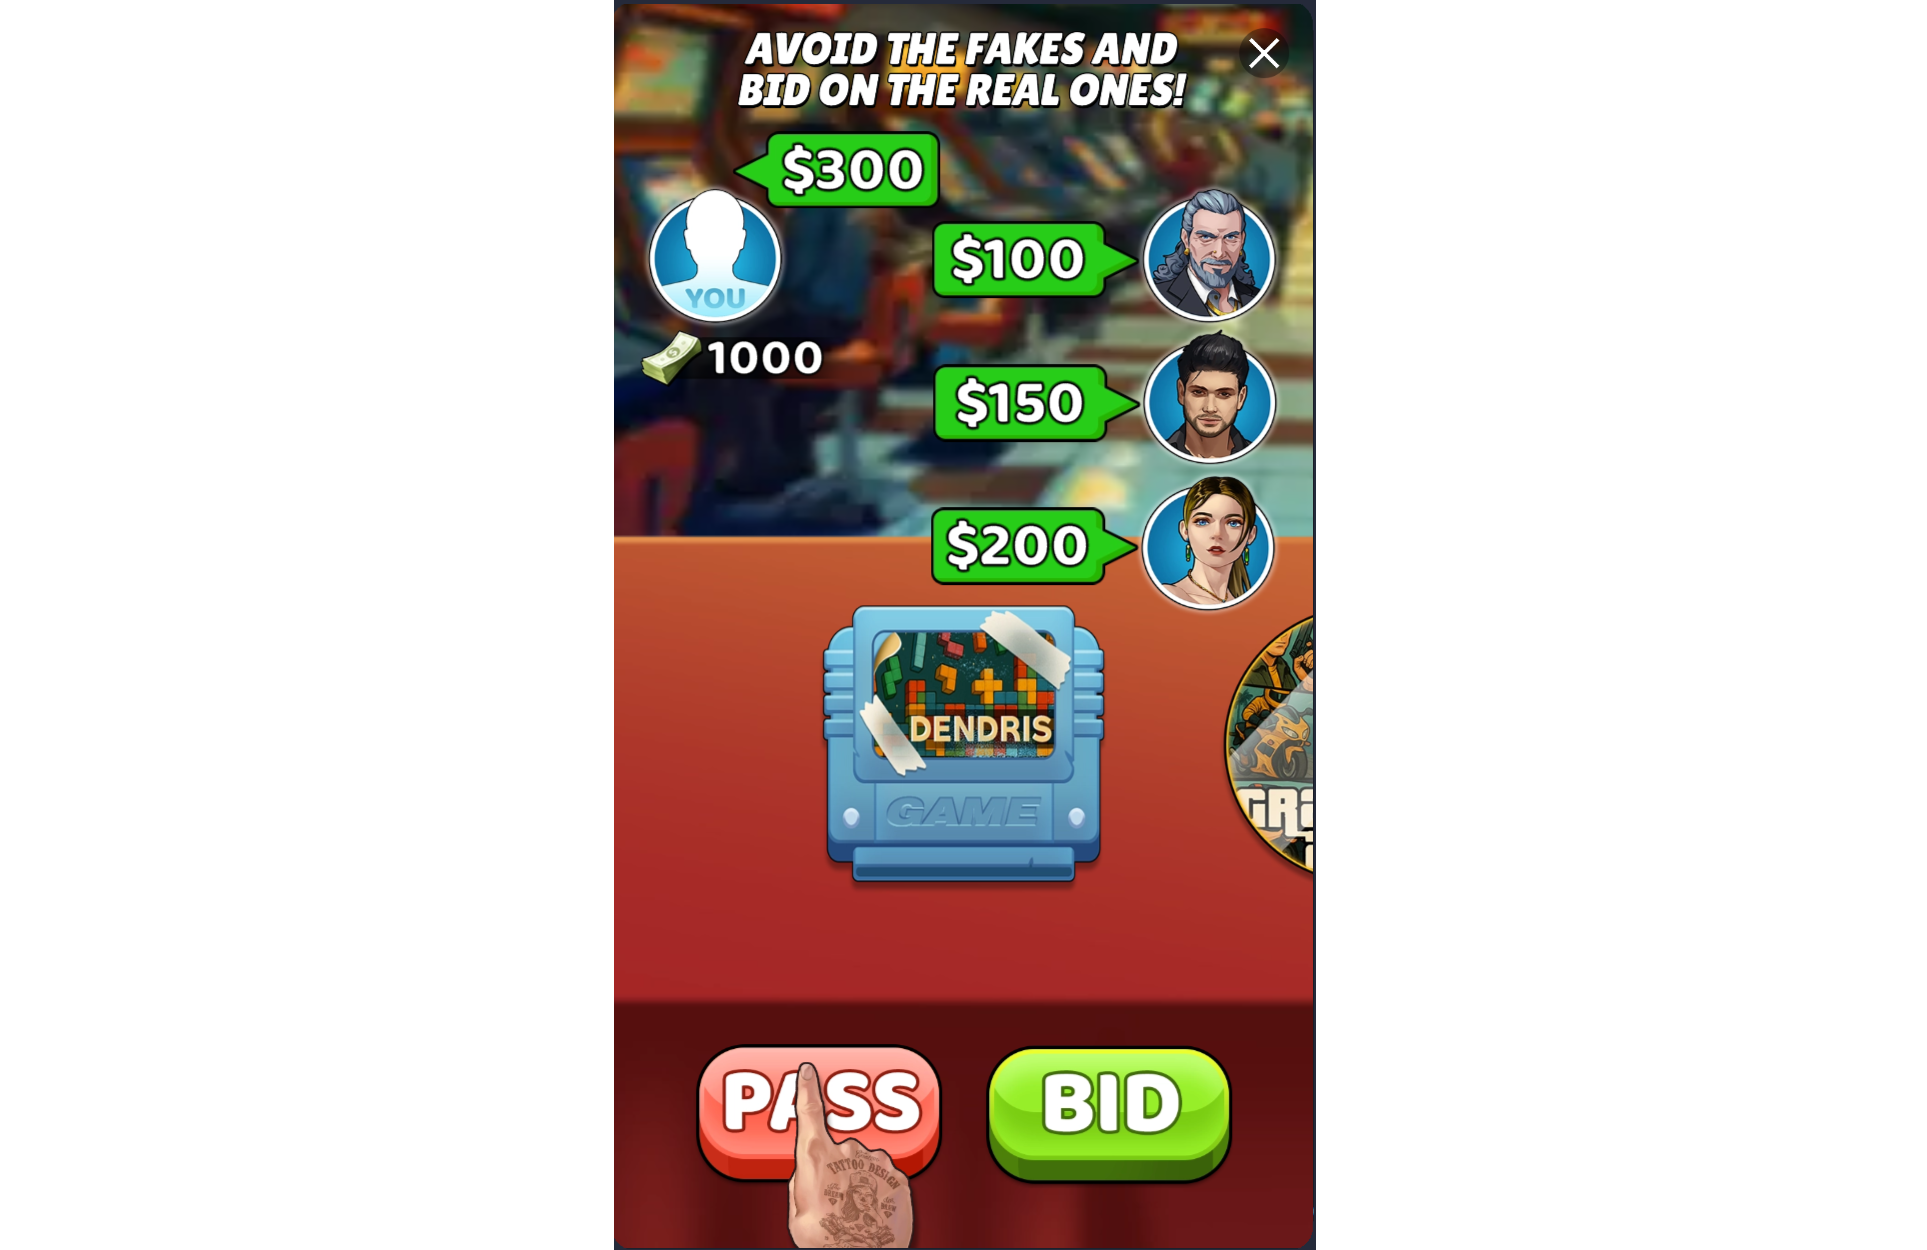 AVOID THE FAKES AND
BID ON THE REAL ONES!
$300
YOU
1000
$100
$150
$200
DENDRIS
GAME
PASS
BID
TATTOO DESIGN